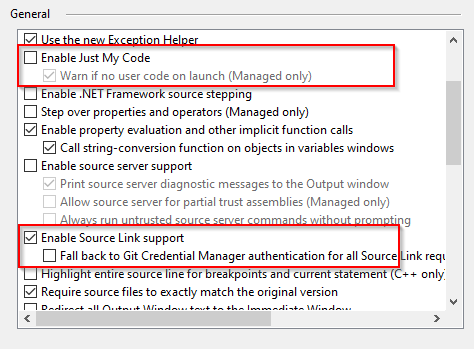 General
Use the new Exception Helper
Enable Just My Code
Warn if no user code on launch (Managed only)
Enable .NET Framework source stepping
Step over properties and operators (Managed only)
Enable property evaluation and other implicit function calls
Call string-conversion function on objects in variables windows
Enable source server support
Print source server diagnostic messages to the Output window
Allow source server for partial trust assemblies (Managed only)
Always run untrusted source server commands without prompting
Enable Source Link support
Fall back to Git Credential Manager authentication for all Source Link requ
Highlight entire source line for breakpoints and current statement (C++ only)
Require source files to exactly match the original version
Redirect all Output Window text to the Immediate Window